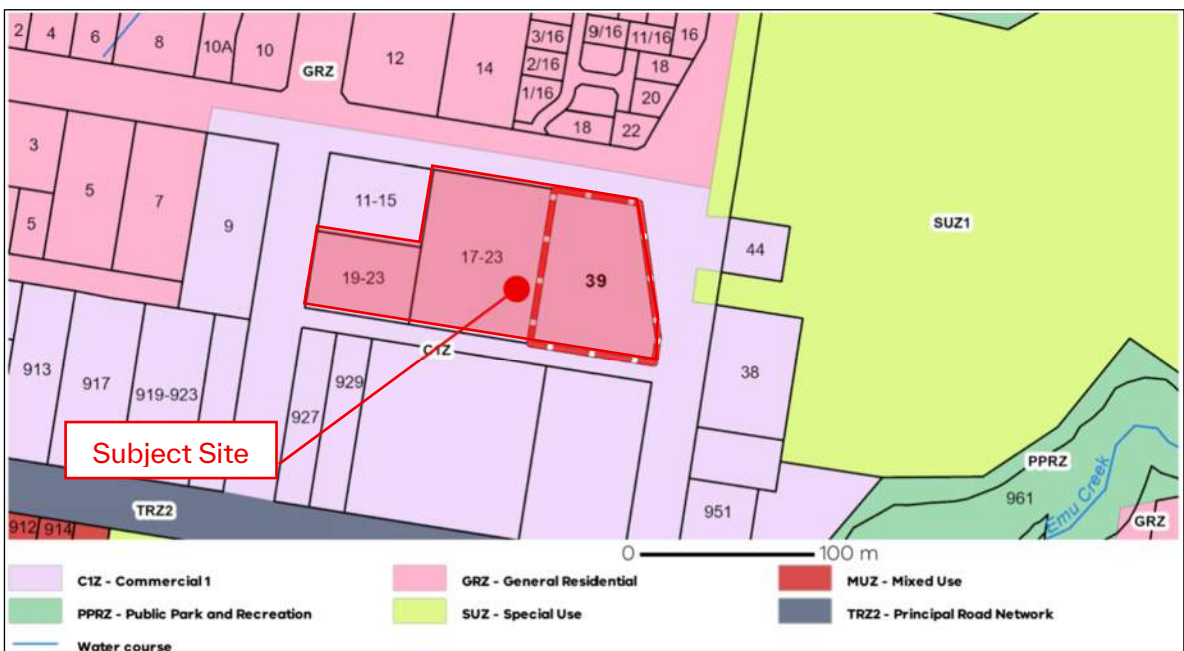 2 4 6 8 10A 10 12 14 3/16 9/16 11/16 16
2/16 18
1/16 20
18 22
GRZ
3 5 7 9 11-15
5 19-23 17-23 39
44 SUZ1
C1Z
913 917 919-923 927 929 38
Subject Site
PPRZ
961
Emu Creek
GRZ
951
TRZ2
912 914
0 100 m
C1Z - Commercial 1
GRZ - General Residential
MUZ - Mixed Use
PPRZ - Public Park and Recreation
SUZ - Special Use
TRZ2 - Principal Road Network
Water course